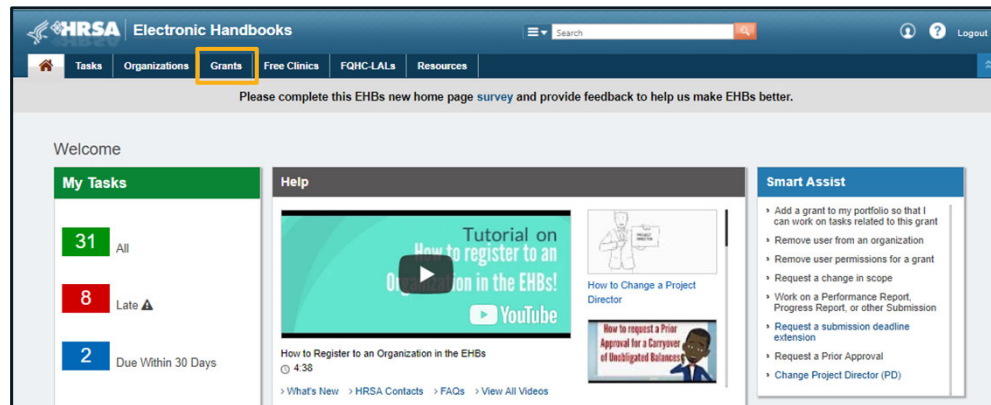 HRSA Electronic Handbooks
Search
? Logout
Tasks Organizations Grants Free Clinics FQHC-LALs Resources
Please complete this EHBs new home page survey and provide feedback to help us make EHBs better.
Welcome
My Tasks
31 All
8 Late
2 Due Within 30 Days
Help
Tutorial on
How to register to an
Organization in the EHBs!
YouTube
How to Register to an Organization in the EHBs
4:38
> What's New > HRSA Contacts > FAQs > View All Videos
PROJECT
DIRECTOR
How to Change a Project
Director
How to request a Prior
Approval for a Carryover
of Unobligated Balances
Smart Assist
Add a grant to my portfolio so that I
can work on tasks related to this grant
Remove user from an organization
Remove user permissions for a grant
Request a change in scope
Work on a Performance Report,
Progress Report, or other Submission
Request a submission deadline
extension
Request a Prior Approval
Change Project Director (PD)